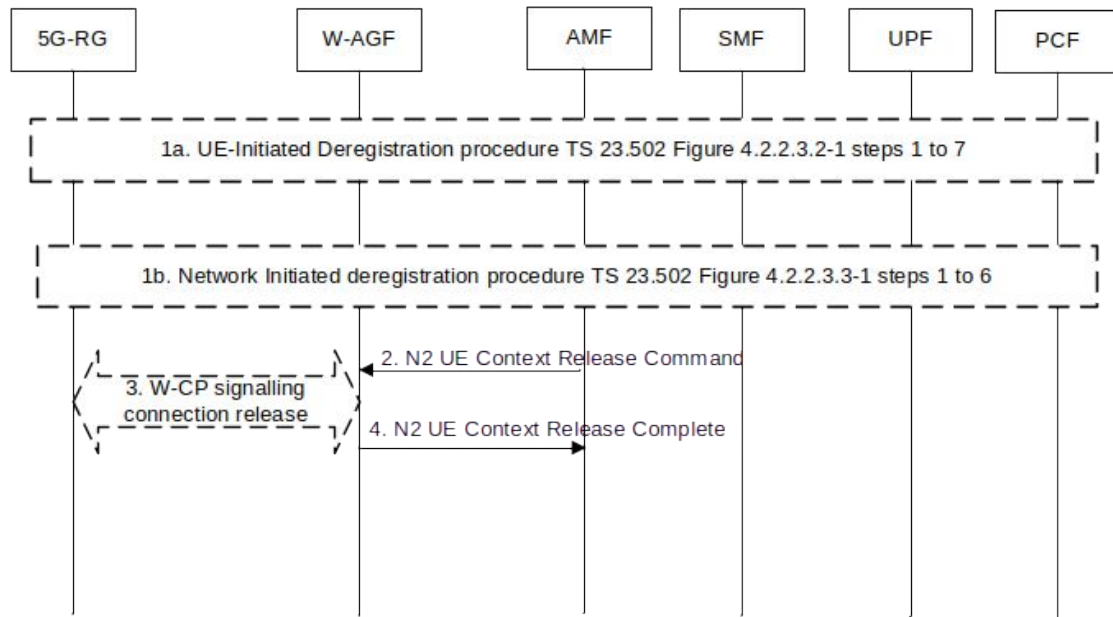 5G-RG
W-AGF
AMF
SMF
UPF
PCF
1a. UE-Initiated Deregistration procedure TS 23.502 Figure 4.2.2.3.2-1 steps 1 to 7
1b. Network Initiated deregistration procedure TS 23.502 Figure 4.2.2.3.3-1 steps 1 to 6
2. N2 UE Context Release Command
3. W-CP signalling
connection release
4. N2 UE Context Release Complete